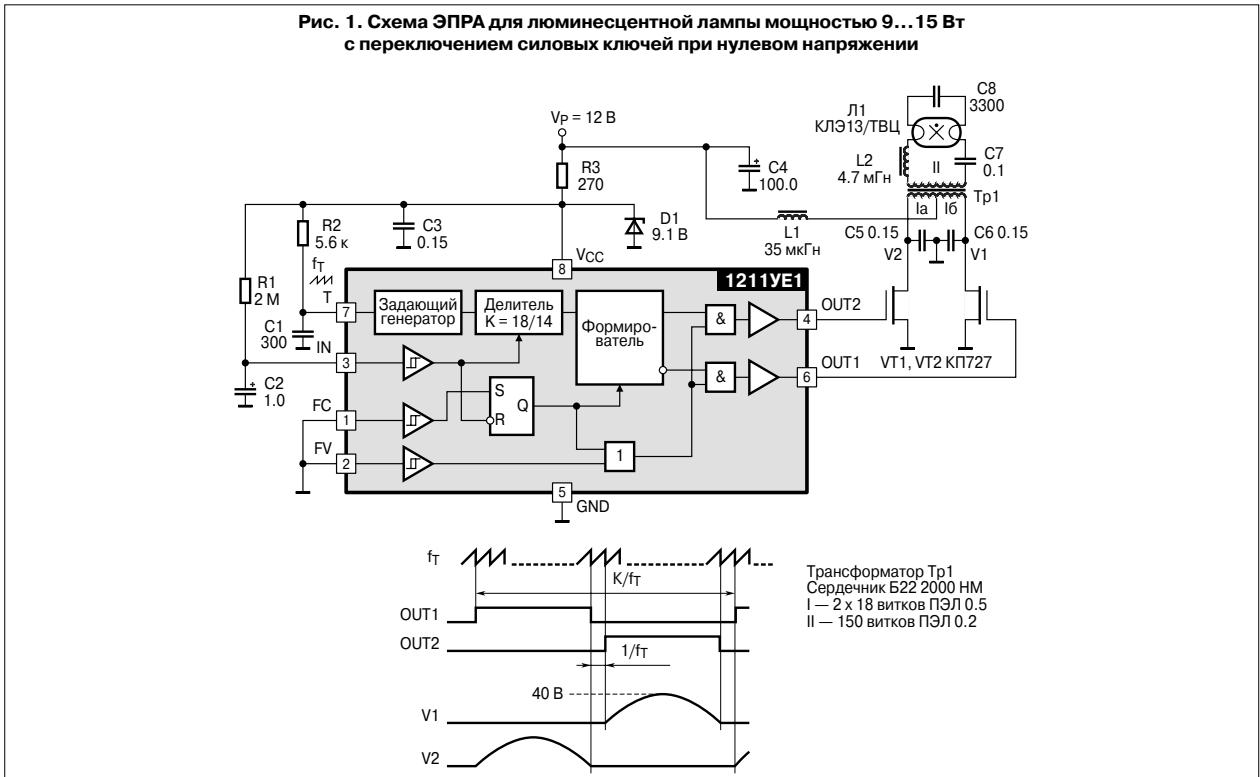 Рис. 1. Схема ЭПРА для люминесцентной лампы мощностью 9...15 Вт
с переключением силовых ключей при нулевом напряжении
C8
3300
Л1
КЛЭ13/ТВЦ
VP = 12 В
L2
4.7 мГн
II
C7
0.1
R3
270
C4
100.0
+
Tр1
Iа
Iб
R2
5.6 к
C3
0.15
D1
9.1 В
L1
35 мкГн
C5 0.15
C6 0.15
V2
V1
fT
8
VCC
1211УЕ1
R1
2 М
T
7
Задающий
генератор
Делитель
K = 18/14
Формиро-
ватель
&
4
OUT2
C1
300
IN
3
&
6
OUT1
VT1, VT2 КП727
+
C2
1.0
S
Q
R
FC
1
FV
2
1
5
GND
fT
K/fT
OUT1
OUT2
1/fT
40 В
V1
V2
Трансформатор Тр1
Сердечник Б22 2000 НМ
I — 2 x 18 витков ПЭЛ 0.5
II — 150 витков ПЭЛ 0.2